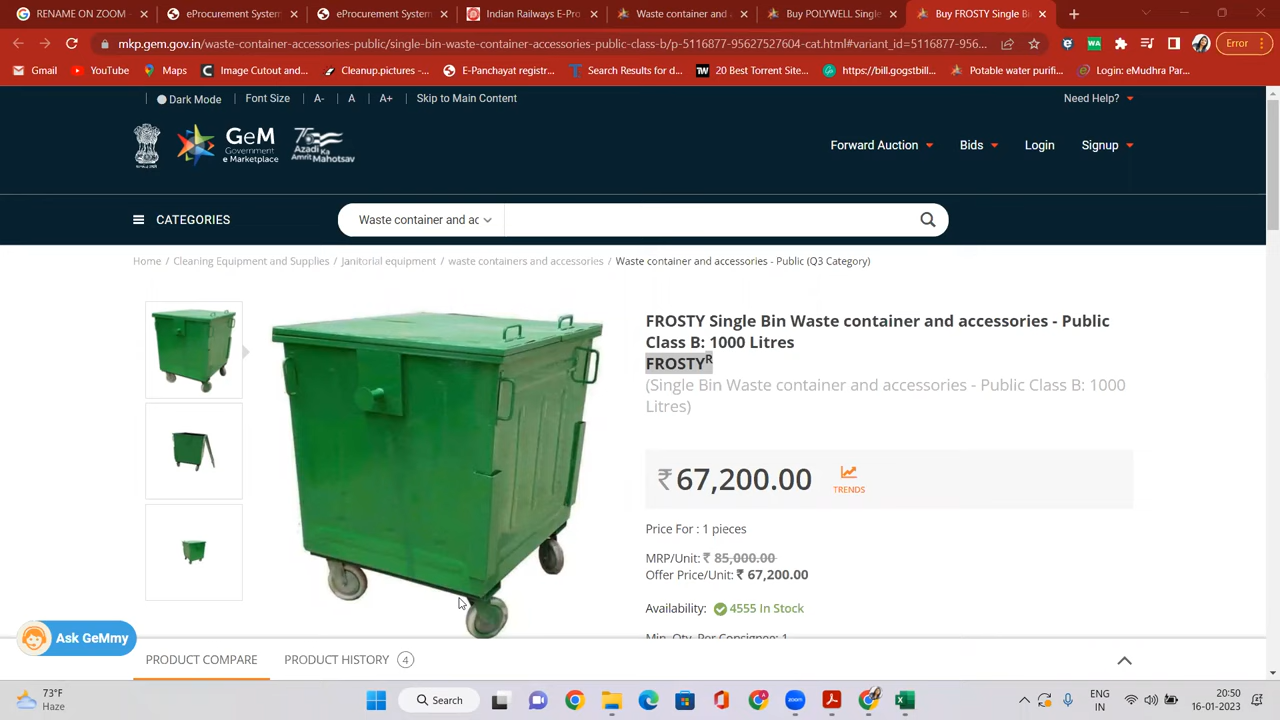 RENAME ON ZOOM -
eProcurement System
eProcurement System
Indian Railways E-Pro
Waste container and
Buy POLYWELL Single
Buy FROSTY Single Bi
mkp.gem.gov.in/waste-container-accessories-public/single-bin-waste-container-accessories-public-class-b/p-5116877-95627527604-cat.html#variant_id=5116877-956...
Error
Gmail
YouTube
Maps
Image Cutout and...
Cleanup.pictures -...
E-Panchayat registr...
Search Results for d...
20 Best Torrent Site...
https://bill.gogstbill...
Potable water purifi...
Login: eMudhra Par...
Dark Mode
Font Size
A-
A
A+
Skip to Main Content
Need Help?
GeM
Government
e Marketplace
75
Azadi Ka
Amrit Mahotsav
Forward Auction
Bids
Login
Signup
CATEGORIES
Waste container and ac
Home / Cleaning Equipment and Supplies / Janitorial equipment / waste containers and accessories / Waste container and accessories - Public (Q3 Category)
FROSTY Single Bin Waste container and accessories - Public
Class B: 1000 Litres
FROSTYR
(Single Bin Waste container and accessories - Public Class B: 1000
Litres)
₹ 67,200.00
TRENDS
Price For : 1 pieces
MRP/Unit: ₹ 85,000.00
Offer Price/Unit: ₹ 67,200.00
Availability: 4555 In Stock
Min. Qty. Per Consignee: 1
Ask GeMmy
PRODUCT COMPARE
PRODUCT HISTORY 4
73°F
Haze
Search
zoom
ENG
IN
20:50
16-01-2023